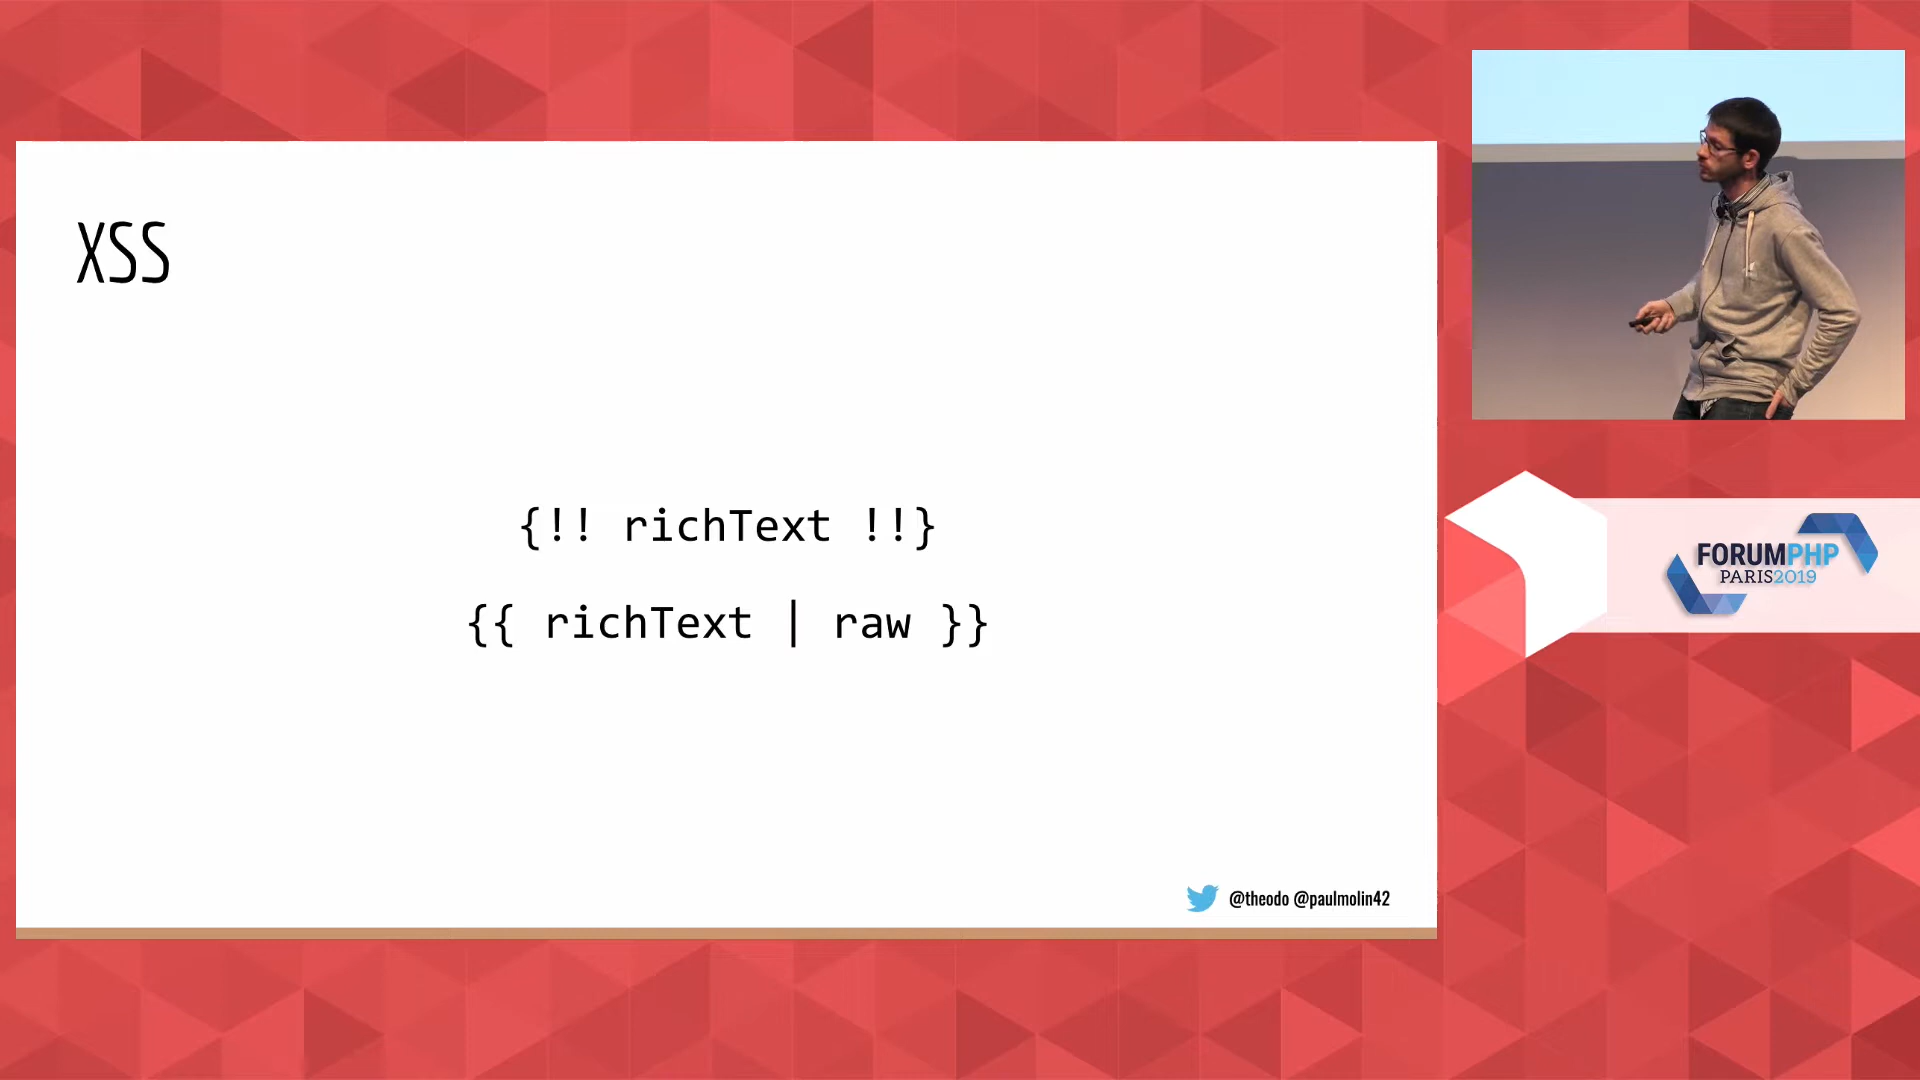 XSS
{!! richText !!}
{{ richText | raw }}
@theodo @paulmolin42
FORUMPHP
PARIS2019